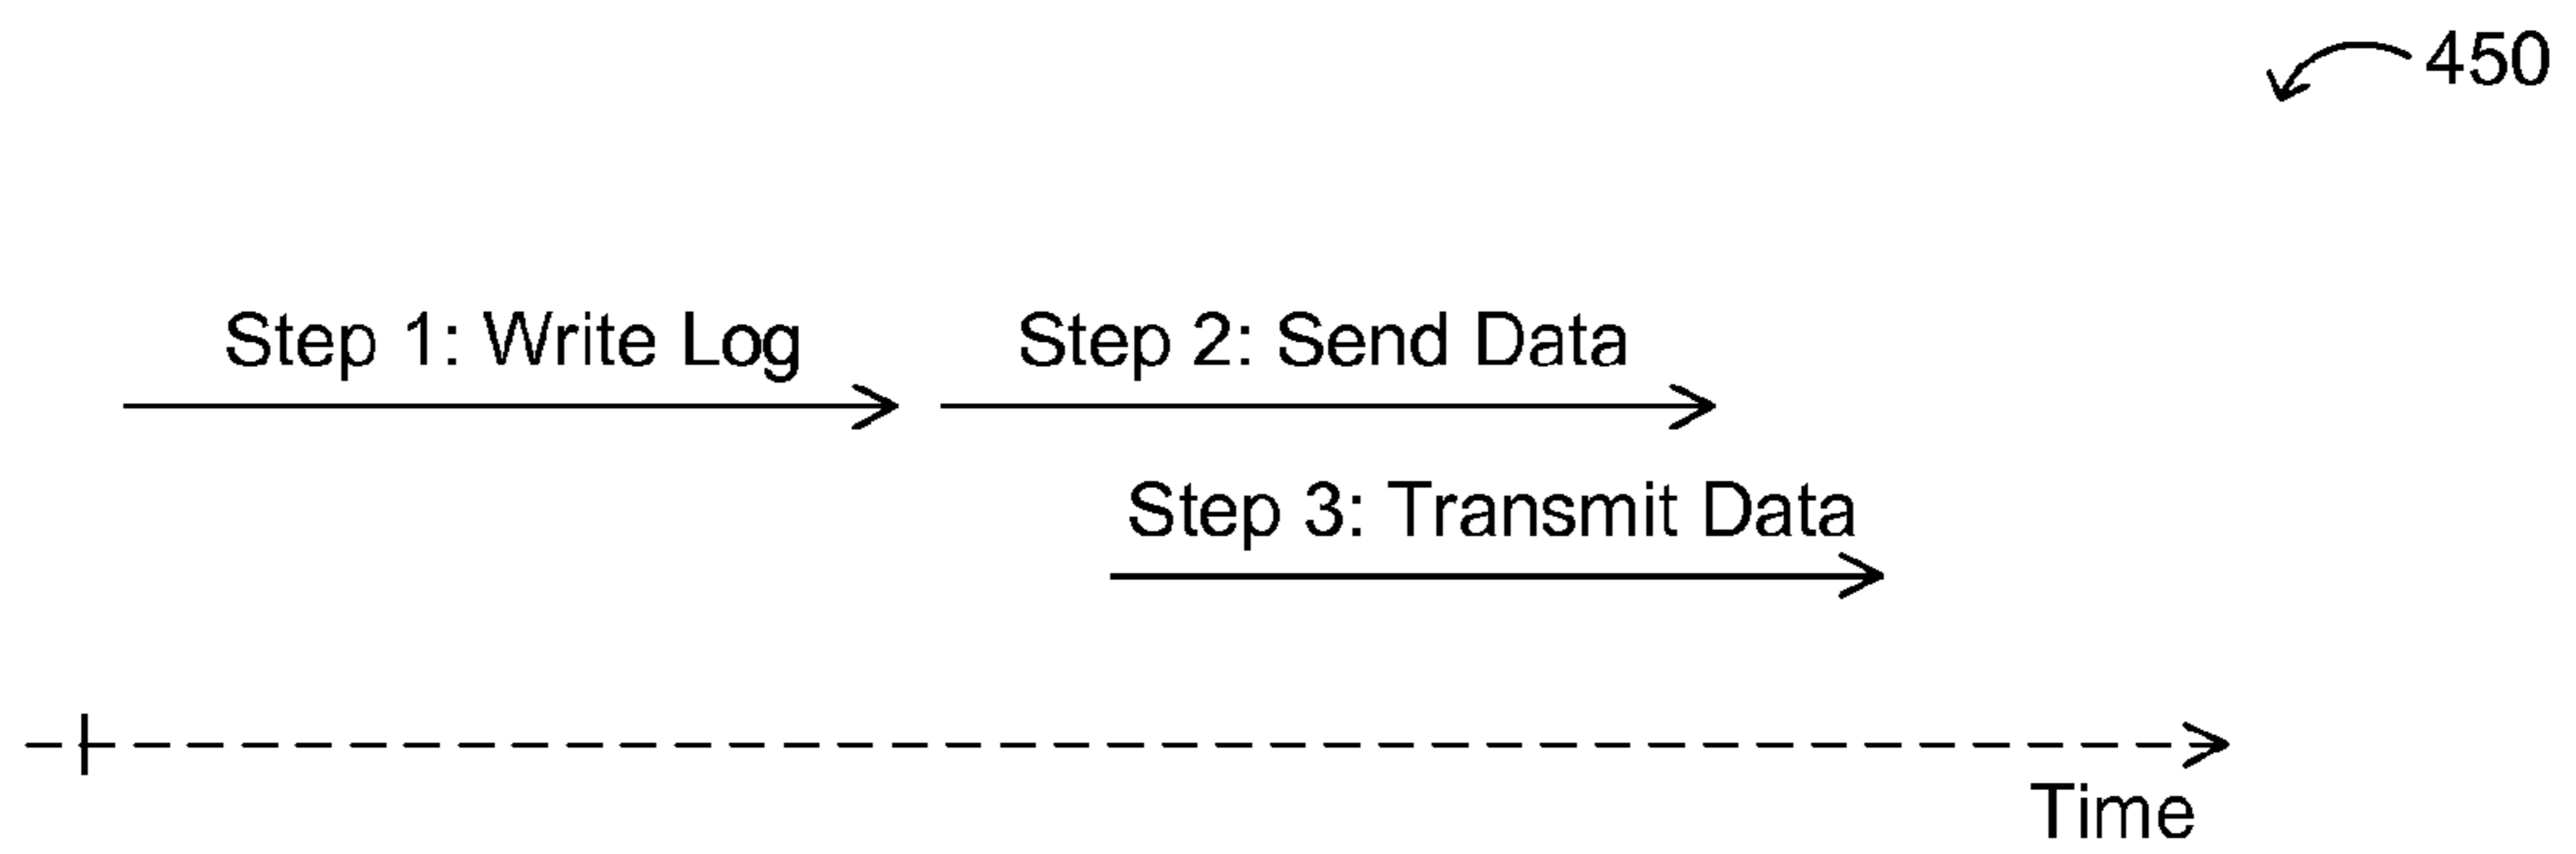 450
Step 1: Write Log
Step 2: Send Data
Step 3: Transmit Data
Time